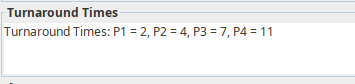 Turnaround Times
Turnaround Times: P1 = 2, P2 = 4, P3 = 7, P4 = 11